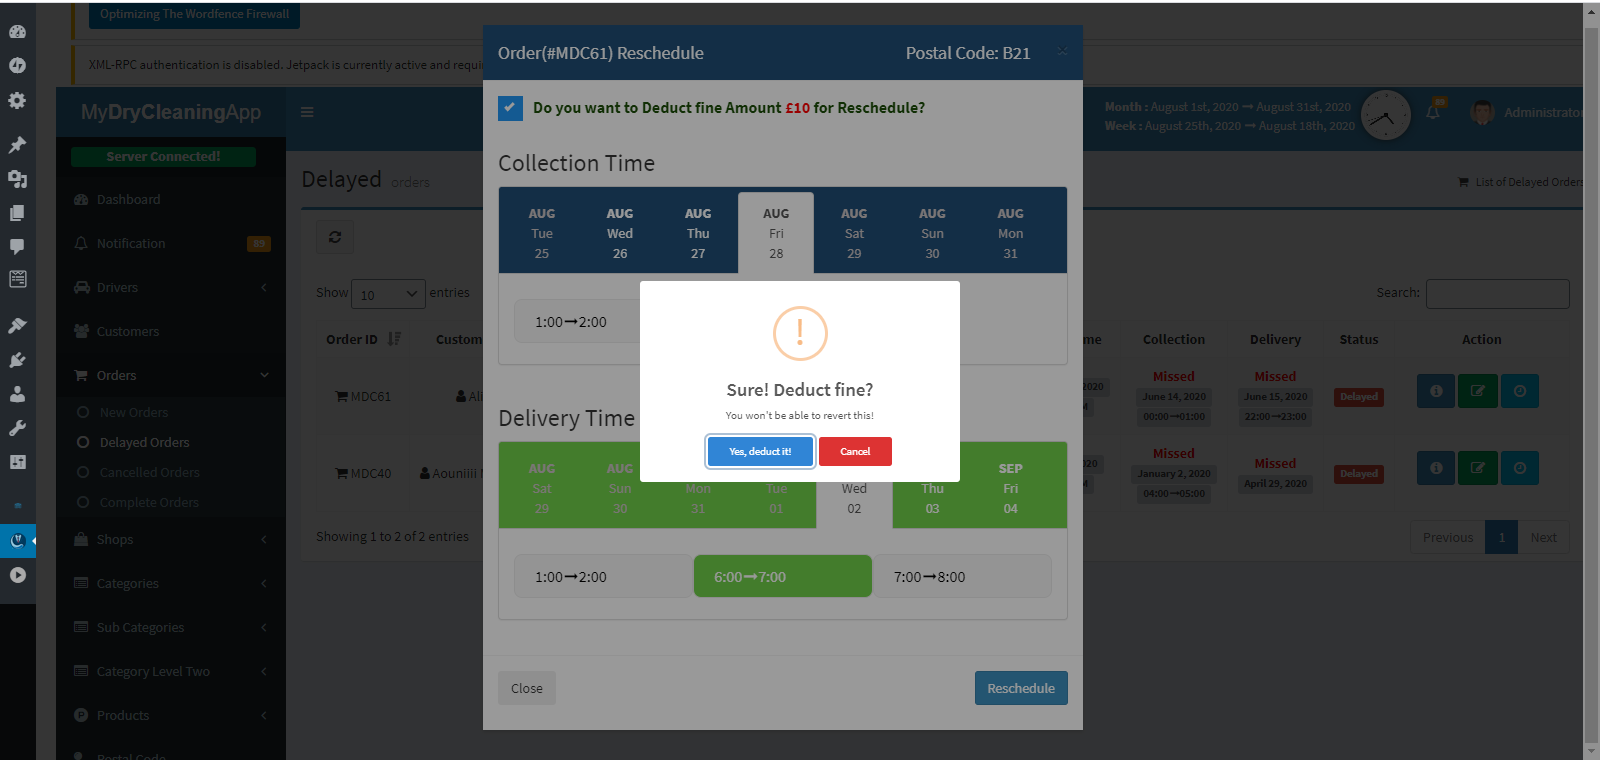 Optimizing The Wordfence Firewall
XML-RPC authentication is disabled. Jetpack is currently active and requi
MyDryCleaningApp
Server Connected!
Dashboard
Notification 89
Drivers
Customers
Orders
New Orders
Delayed Orders
Cancelled Orders
Complete Orders
Shops
Categories
Sub Categories
Category Level Two
Products
Postal Code
Month : August 1st, 2020 → August 31st, 2020
Week : August 25th, 2020 → August 18th, 2020
89
Administrator
Delayed orders
List of Delayed Orders
Show 10 entries
Search:
Order ID
Collection Delivery Status Action
MDC61
Missed
June 14, 2020
00:00→01:00
Missed
June 15, 2020
22:00→23:00
Delayed
MDC40 Aouniiii
Missed
January 2, 2020
04:00→05:00
Missed
April 29, 2020
Delayed
Showing 1 to 2 of 2 entries
Previous 1 Next
Order(#MDC61) Reschedule Postal Code: B21
Do you want to Deduct fine Amount £10 for Reschedule?
Collection Time
AUG AUG AUG AUG AUG AUG AUG
Tue Wed Thu Fri Sat Sun Mon
25 26 27 28 29 30 31
1:00→2:00
Sure! Deduct fine?
You won't be able to revert this!
Yes, deduct it! Cancel
Delivery Time
AUG AUG SEP
Sat Sun Mon Tue Wed Thu Fri
29 30 31 01 02 03 04
1:00→2:00 6:00→7:00 7:00→8:00
Close Reschedule